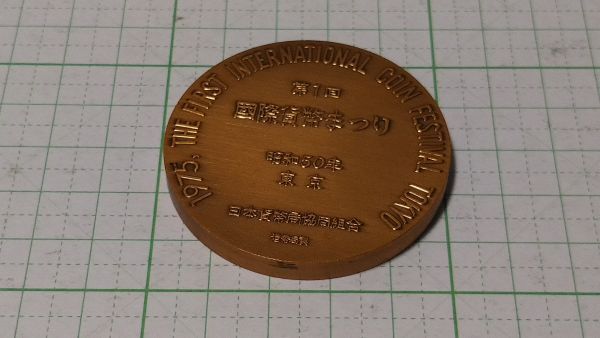 1975, THE FIRST INTERNATIONAL COIN FESTIVAL TOKYO
第1回
國際貨幣まつり
昭和50年
東京
日本貨幣商協同組合